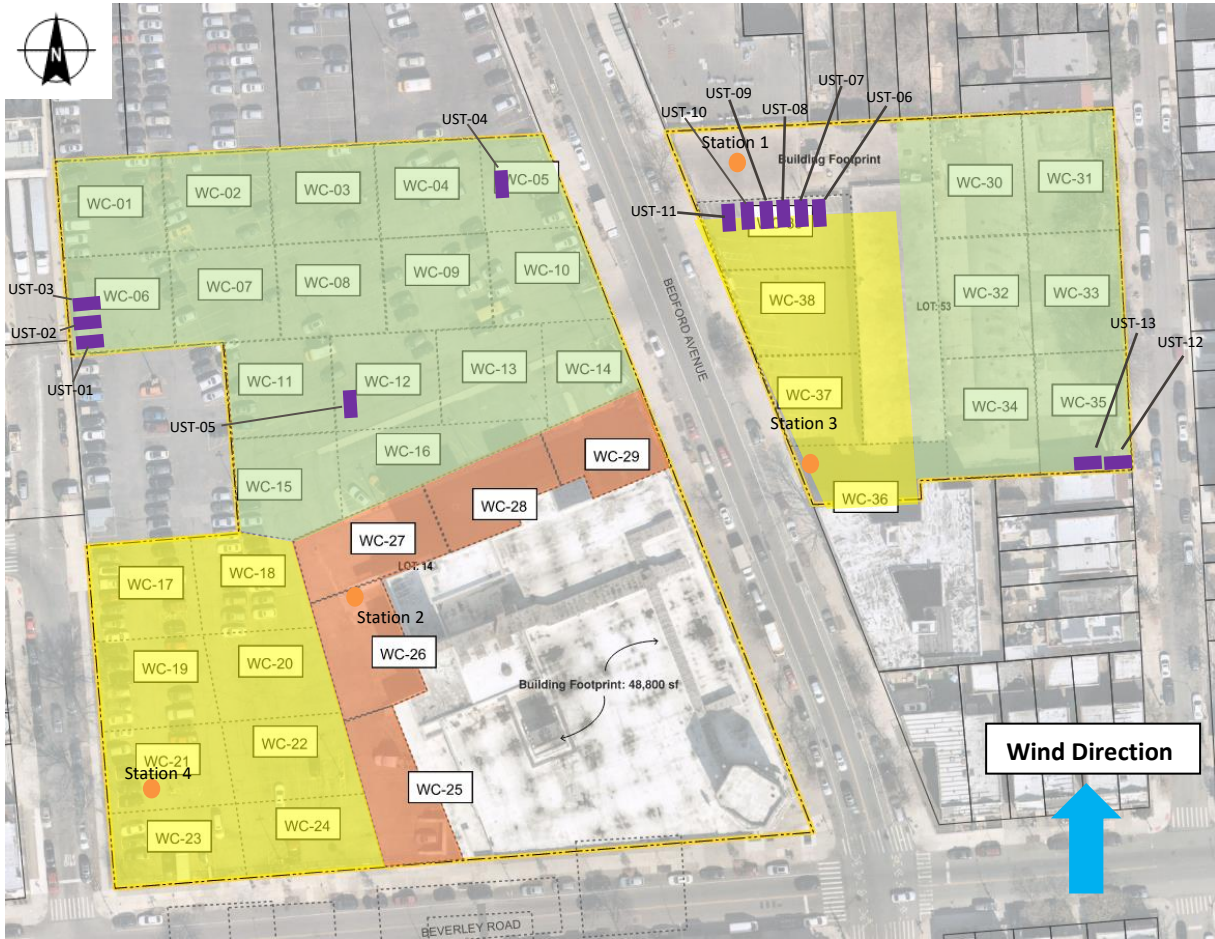 N
UST-07
UST-09
UST-08
UST-06
UST-10
UST-04
Station 1
Building Footprint
WC-05
WC-04
WC-03
WC-02
WC-01
WC-30
WC-31
UST-11
WC-10
WC-09
WC-08
WC-07
WC-06
UST-03
UST-02
UST-01
BEDFORD AVENUE
WC-38
WC-32
WC-33
LOT: 53
UST-13
UST-12
WC-11
WC-12
WC-13
WC-14
UST-05
WC-37
WC-34
WC-35
Station 3
WC-16
WC-15
WC-29
WC-28
WC-27
WC-36
LOT: 14
WC-17
WC-18
Station 2
WC-26
WC-19
WC-20
Building Footprint: 48,800 sf
WC-22
WC-21
Station 4
WC-25
WC-24
WC-23
Wind Direction
BEVERLEY ROAD